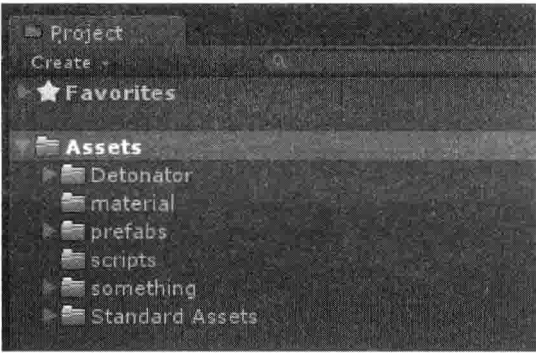 Project
Create
Favorites
Assets
Detonator
material
prefabs
scripts
something
Standard Assets